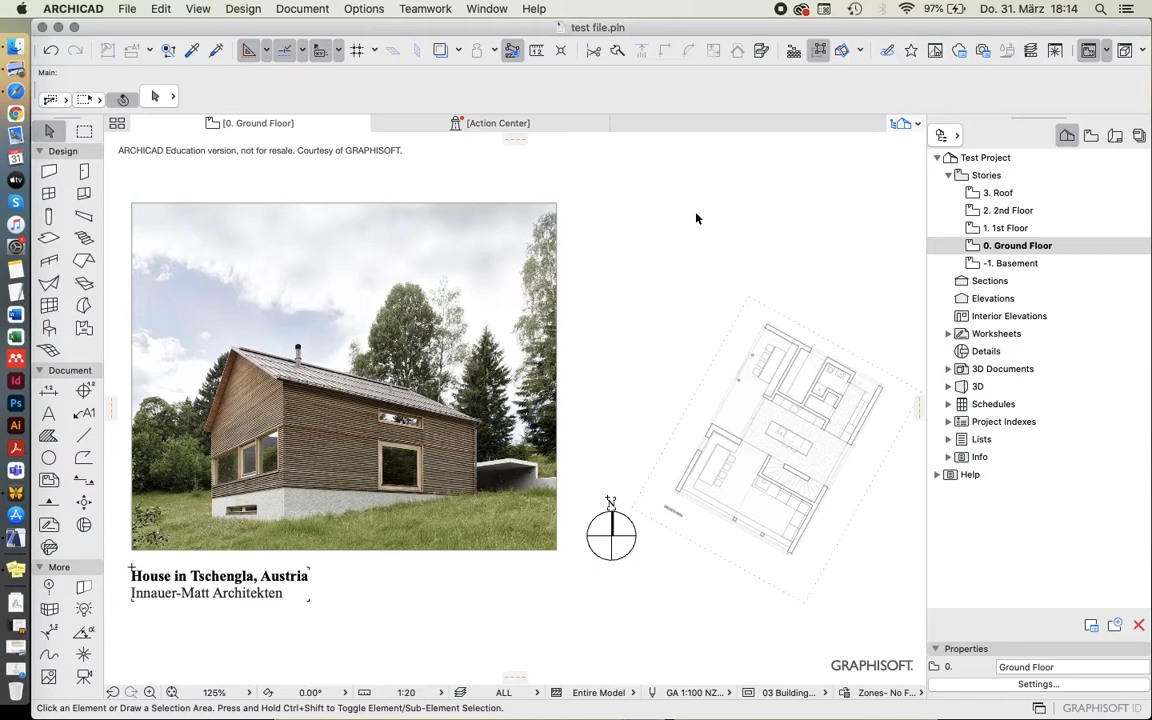 ARCHICAD File Edit View Design Document Options Teamwork Window Help 97% Do. 31. März 18:14
test file.pln
Main:
[0. Ground Floor]
[Action Center]
Design
Document
More
ARCHICAD Education version, not for resale. Courtesy of GRAPHISOFT.
N
House in Tschengla, Austria
Innauer-Matt Architekten
GRAPHISOFT.
Test Project
Stories
3. Roof
2. 2nd Floor
1. 1st Floor
0. Ground Floor
-1. Basement
Sections
Elevations
Interior Elevations
Worksheets
Details
3D Documents
3D
Schedules
Project Indexes
Lists
Info
Help
Properties
0. Ground Floor
Settings...
125% 0.00° 1:20 ALL Entire Model GA 1:100 NZ... 03 Building... Zones- No F...
Click an Element or Draw a Selection Area. Press and Hold Ctrl+Shift to Toggle Element/Sub-Element Selection.
GRAPHISOFT ID